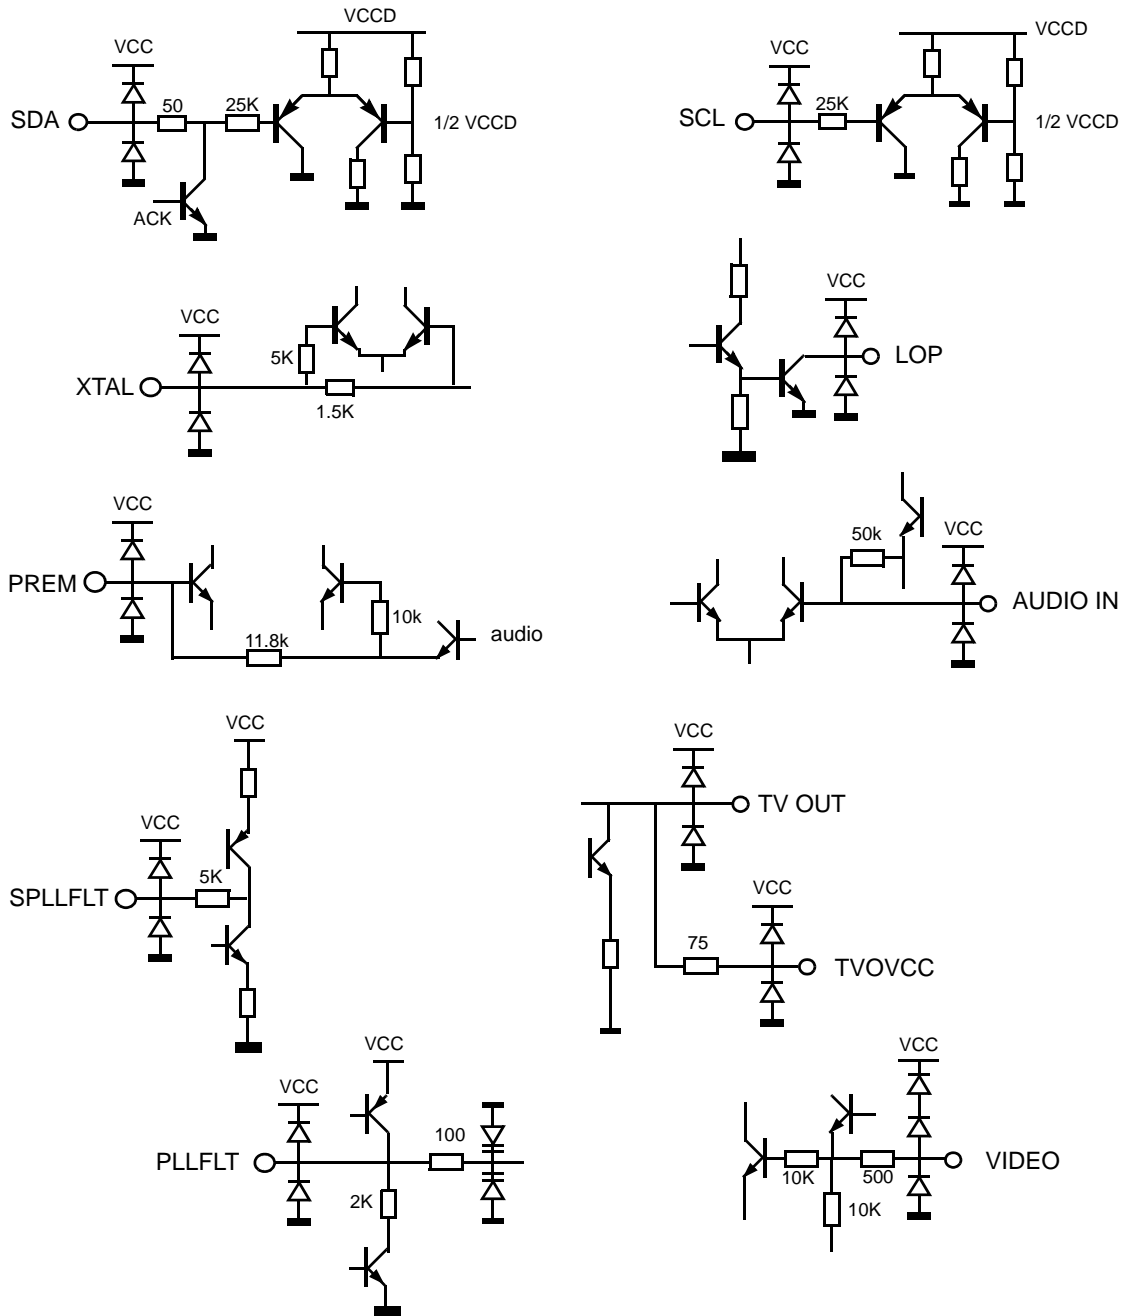 VCCD
VCC
50
25K
SDA
1/2 VCCD
ACK
VCCD
VCC
25K
SCL
1/2 VCCD
VCC
5K
XTAL
1.5K
VCC
LOP
VCC
PREM
10k
11.8k
audio
50k
VCC
AUDIO IN
VCC
VCC
5K
SPLLFLT
VCC
TV OUT
VCC
75
TVOVCC
VCC
VCC
100
PLLFLT
2K
VCC
VIDEO
10K
500
10K